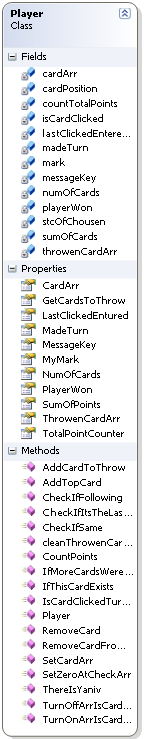 Player
Class
Fields
cardArr
cardPosition
countTotalPoints
isCardClicked
lastClickedEntere...
madeTurn
mark
messageKey
numOfCards
playerWon
stcOfChousen
sumOfCards
throwenCardArr
Properties
CardArr
GetCardsToThrow
LastClickedEntured
MadeTurn
MessageKey
MyMark
NumOfCards
PlayerWon
SumOfPoints
ThrowenCardArr
TotalPointCounter
Methods
AddCardToThrow
AddTopCard
CheckIfFollowing
CheckIfItsTheLas...
CheckIfSame
cleanThrowenCar...
CountPoints
IfMoreCardsWere...
IfThisCardExists
IsCardClickedTur...
Player
RemoveCard
RemoveCardFro...
SetCardArr
SetZeroAtCheckArr
ThereIsYaniv
TurnOffArrIsCard...
TurnOnArrIsCard...